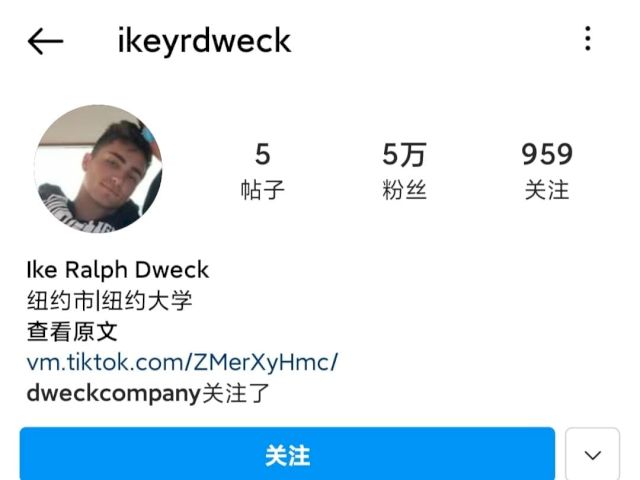 ikeyrdweck
5 5万 959
帖子 粉丝 关注
Ike Ralph Dweck
纽约市|纽约大学
查看原文
vm.tiktok.com/ZMerXyHmc/
dweckcompany关注了
关注